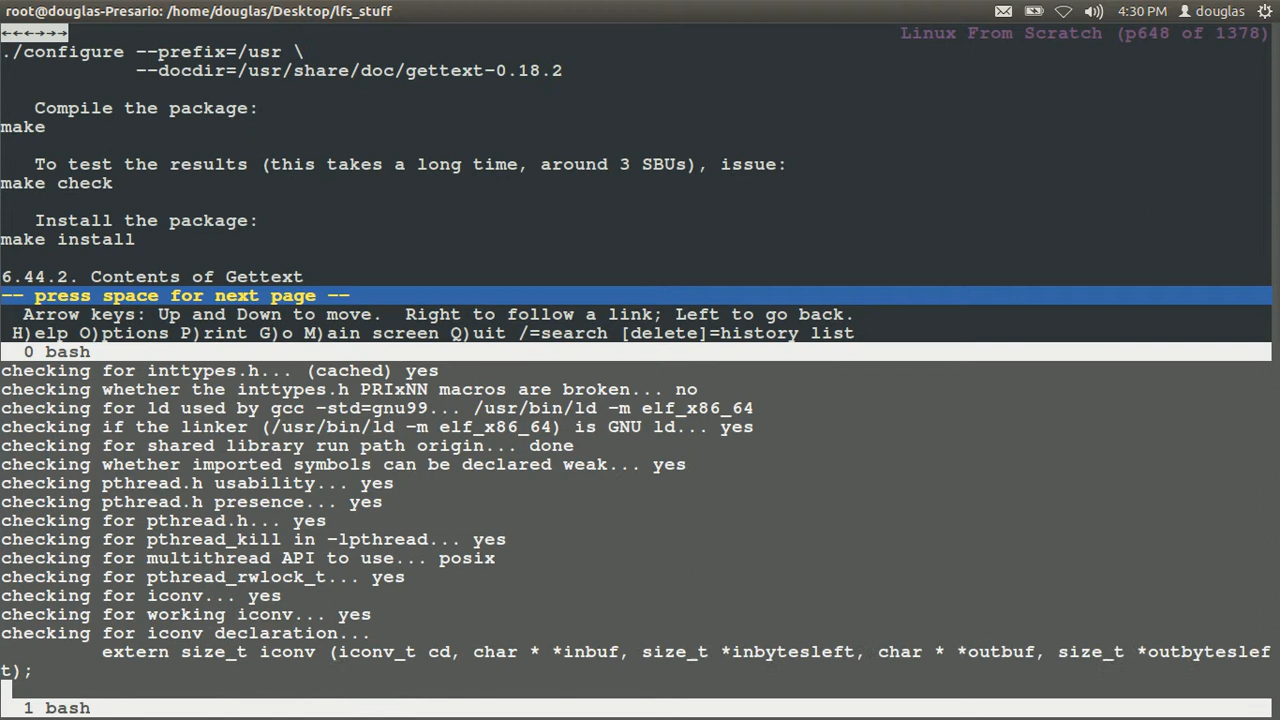 root@douglas-Presario: /home/douglas/Desktop/lfs_stuff
4:30 PM
douglas
←←←→→→
Linux From Scratch (p648 of 1378)
./configure --prefix=/usr \
--docdir=/usr/share/doc/gettext-0.18.2
Compile the package:
make
To test the results (this takes a long time, around 3 SBUs), issue:
make check
Install the package:
make install
6.44.2. Contents of Gettext
-- press space for next page --
Arrow keys: Up and Down to move.  Right to follow a link; Left to go back.
H)elp O)ptions P)rint G)o M)ain screen Q)uit /=search [delete]=history list
0 bash
checking for inttypes.h... (cached) yes
checking whether the inttypes.h PRIxNN macros are broken... no
checking for ld used by gcc -std=gnu99... /usr/bin/ld -m elf_x86_64
checking if the linker (/usr/bin/ld -m elf_x86_64) is GNU ld... yes
checking for shared library run path origin... done
checking whether imported symbols can be declared weak... yes
checking pthread.h usability... yes
checking pthread.h presence... yes
checking for pthread.h... yes
checking for pthread_kill in -lpthread... yes
checking for multithread API to use... posix
checking for pthread_rwlock_t... yes
checking for iconv... yes
checking for working iconv... yes
checking for iconv declaration...
extern size_t iconv (iconv_t cd, char * *inbuf, size_t *inbytesleft, char * *outbuf, size_t *outbyteslef
t);
1 bash